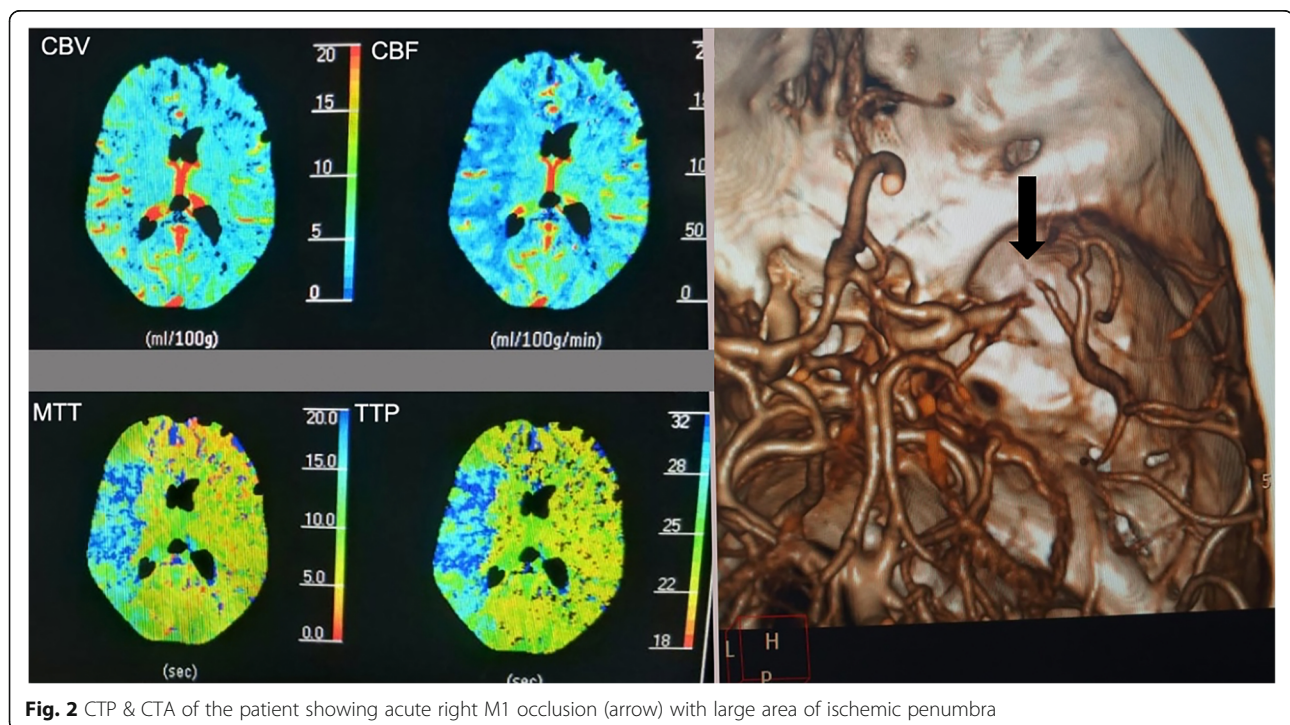 CBV
CBF
20
15
10
5
0
(ml/100g)
10
50
0
(ml/100g/min)
MTT
TTP
20.0
15.0
10.0
5.0
0.0
(sec)
32
28
25
22
18
(sec)
5
L
H
P
Fig. 2 CTP & CTA of the patient showing acute right M1 occlusion (arrow) with large area of ischemic penumbra